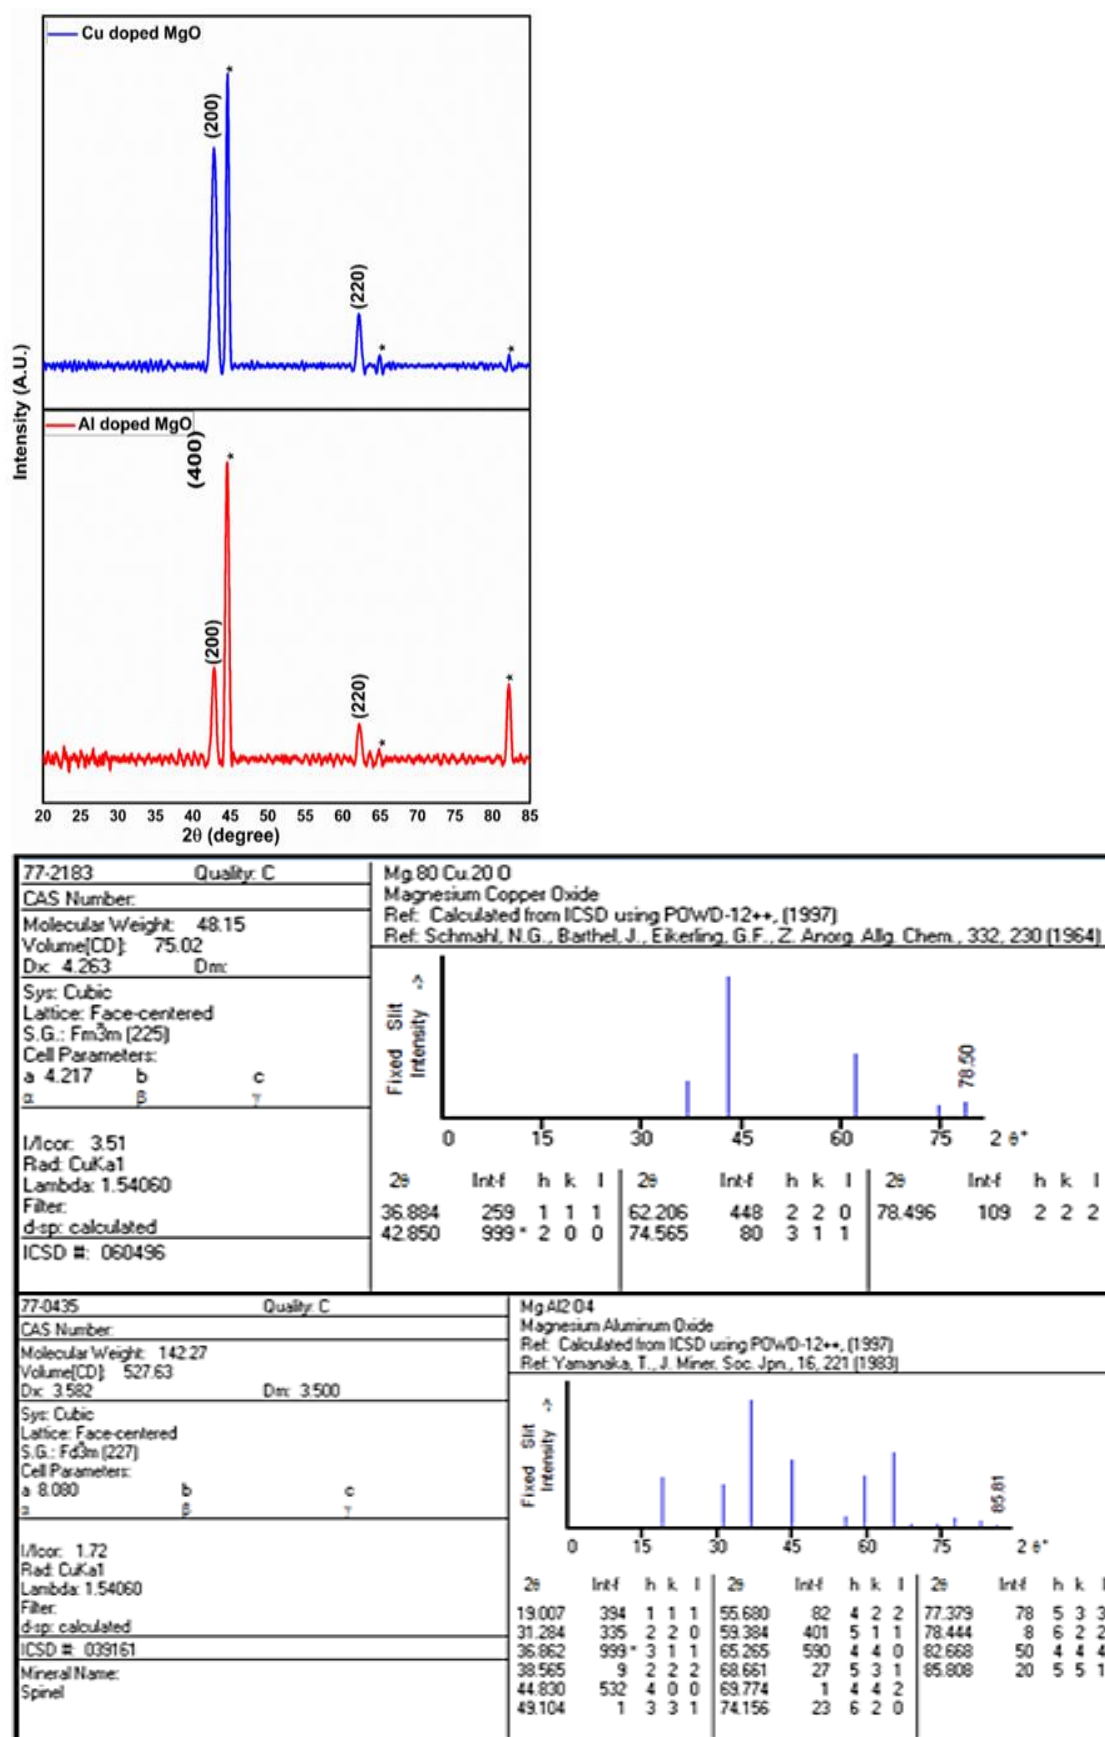 Cu doped MgO
*
(200)
(220)
*
*
Intensity (A.U.)
Al doped MgO
(400)
*
(200)
(220)
*
*
20 25 30 35 40 45 50 55 60 65 70 75 80 85
2θ (degree)
77-2183 Quality: C
CAS Number:
Molecular Weight: 48.15
Volume[CD]: 75.02
Dx: 4.263 Dm:
Sys: Cubic
Lattice: Face-centered
S.G.: Fm3m (225)
Cell Parameters:
a 4.217 b c
α β γ
I/Icor: 3.51
Rad: CuKa1
Lambda: 1.54060
Filter:
d-sp: calculated
ICSD #: 060496
Mg.80 Cu.20 O
Magnesium Copper Oxide
Ref: Calculated from ICSD using POWD-12++, (1997)
Ref: Schmahl, N.G., Barthel, J., Eikerling, G.F., Z. Anorg. Allg. Chem., 332, 230 (1964)
Fixed Slit
Intensity ->
78.50
0 15 30 45 60 75 2 θ°
2θ Int-f h k l 2θ Int-f h k l 2θ Int-f h k l
36.884 259 1 1 1 62.206 448 2 2 0 78.496 109 2 2 2
42.850 999 * 2 0 0 74.565 80 3 1 1
77-0435 Quality: C
CAS Number:
Molecular Weight: 142.27
Volume[CD]: 527.63
Dx: 3.582 Dm: 3.500
Sys: Cubic
Lattice: Face-centered
S.G.: Fd3m (227)
Cell Parameters:
a 8.080 b c
α β γ
I/Icor: 1.72
Rad: CuKa1
Lambda: 1.54060
Filter:
d-sp: calculated
ICSD #: 039161
Mineral Name:
Spinel
Mg Al2 O4
Magnesium Aluminum Oxide
Ref: Calculated from ICSD using POWD-12++, (1997)
Ref: Yamanaka, T., J. Miner. Soc. Jpn., 16, 221 (1983)
Fixed Slit
Intensity ->
85.81
0 15 30 45 60 75 2 θ°
2θ Int-f h k l 2θ Int-f h k l 2θ Int-f h k l
19.007 394 1 1 1 55.680 82 4 2 2 77.379 78 5 3 3
31.284 335 2 2 0 59.384 401 5 1 1 78.444 8 6 2 2
36.862 999 * 3 1 1 65.265 590 4 4 0 82.668 50 4 4 4
38.565 9 2 2 2 68.661 27 5 3 1 85.808 20 5 5 1
44.830 532 4 0 0 69.774 1 4 4 2
49.104 1 3 3 1 74.156 23 6 2 0